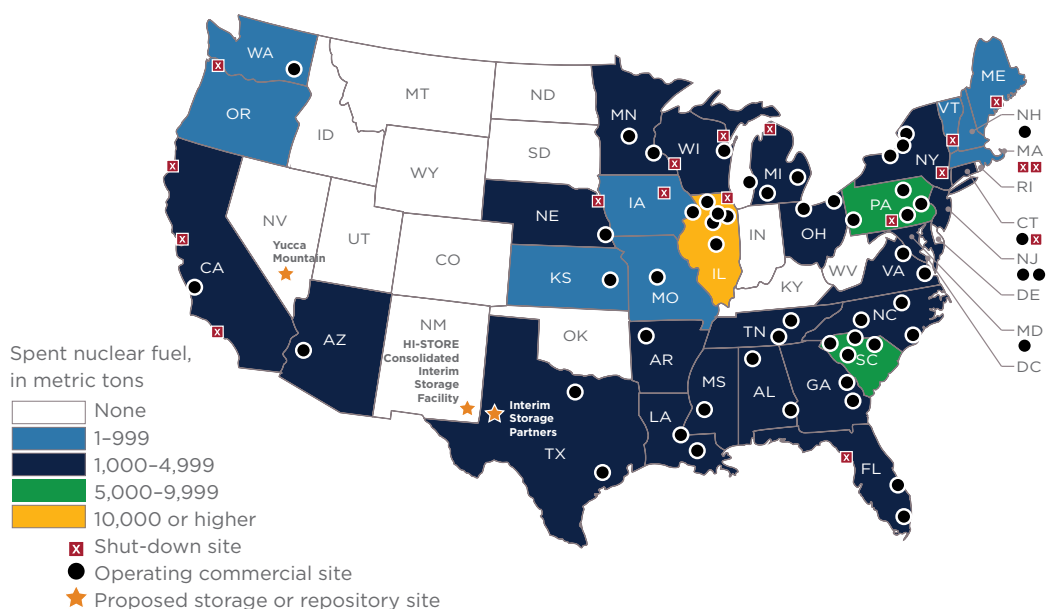 WA
MT
ND
MN
ME
VT
NH
MA
RI
CT
NJ
DE
MD
DC
OR
ID
SD
WI
MI
NY
WY
IA
PA
NE
NV
Yucca
Mountain
UT
CO
IL
IN
OH
WV
VA
CA
KS
MO
KY
NC
TN
AZ
NM
HI-STORE
Consolidated
Interim
Storage
Facility
OK
AR
SC
MS
AL
GA
Interim
Storage
Partners
LA
TX
FL
Spent nuclear fuel,
in metric tons
None
1–999
1,000–4,999
5,000–9,999
10,000 or higher
X Shut-down site
Operating commercial site
Proposed storage or repository site